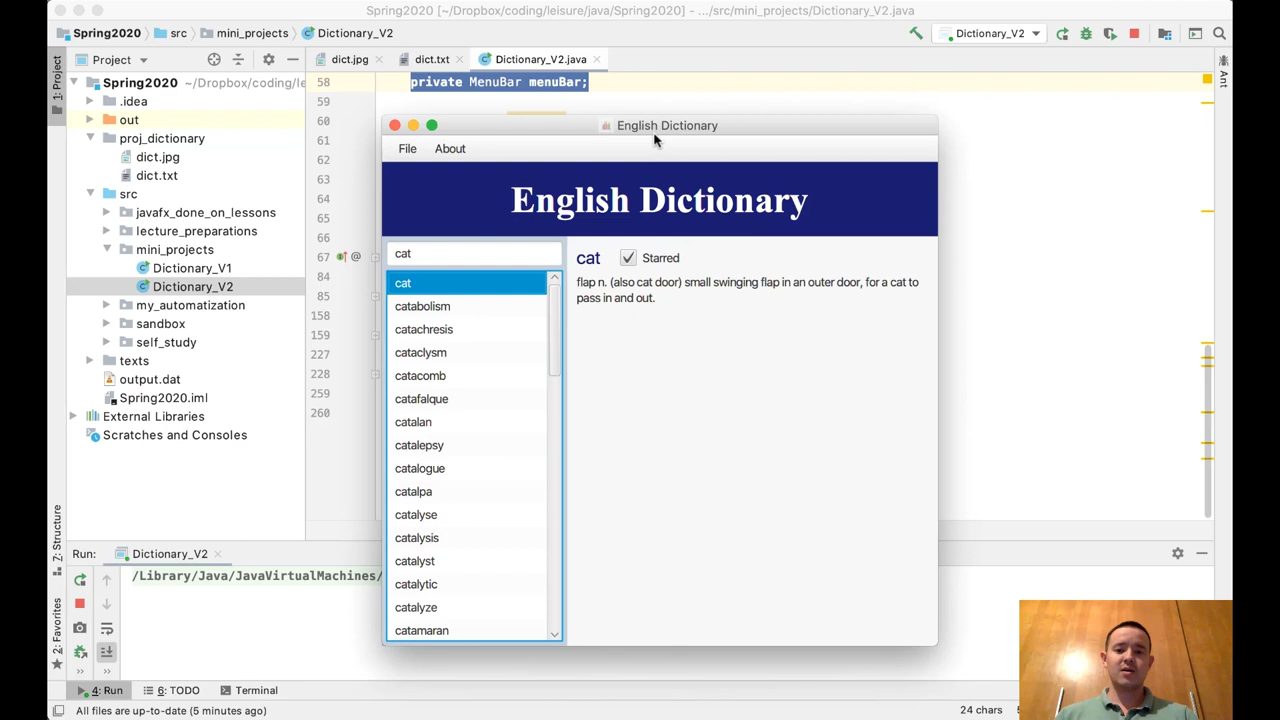 Spring2020 [~/Dropbox/coding/leisure/java/Spring2020] - .../src/mini_projects/Dictionary_V2.java
Spring2020 src mini_projects Dictionary_V2
Dictionary_V2
1: Project
Project
dict.jpg dict.txt Dictionary_V2.java
Ant
Spring2020 ~/Dropbox/coding/le
.idea
out
proj_dictionary
dict.jpg
dict.txt
src
javafx_done_on_lessons
lecture_preparations
mini_projects
Dictionary_V1
Dictionary_V2
my_automatization
sandbox
self_study
texts
output.dat
Spring2020.iml
External Libraries
Scratches and Consoles
58 private MenuBar menuBar;
59
60
61
62
63
64
65
66
67
84
85
158
159
227
228
259
260
English Dictionary
File About
English Dictionary
cat
cat
catabolism
catachresis
cataclysm
catacomb
catafalque
catalan
catalepsy
catalogue
catalpa
catalyse
catalysis
catalyst
catalytic
catalyze
catamaran
cat Starred
flap n. (also cat door) small swinging flap in an outer door, for a cat to
pass in and out.
7: Structure
2: Favorites
Run: Dictionary_V2
/Library/Java/JavaVirtualMachines/
4: Run 6: TODO Terminal
All files are up-to-date (5 minutes ago)
24 chars